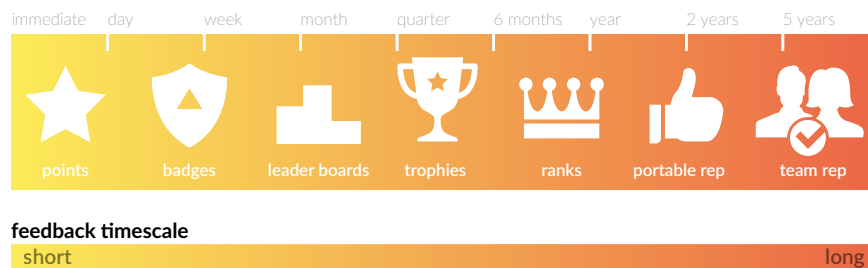 immediate day week month quarter 6 months year 2 years 5 years
points badges leader boards trophies ranks portable rep team rep
feedback timescale
short long